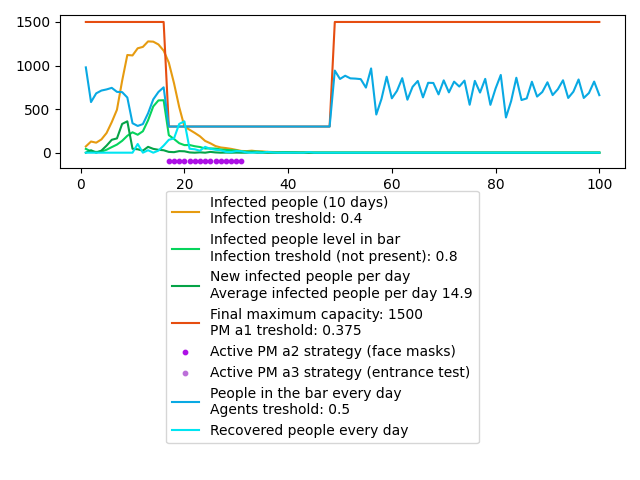 1500
1000
500
0
0 20 40 60 80 100
Infected people (10 days)
Infection treshold: 0.4
Infected people level in bar
Infection treshold (not present): 0.8
New infected people per day
Average infected people per day 14.9
Final maximum capacity: 1500
PM a1 treshold: 0.375
Active PM a2 strategy (face masks)
Active PM a3 strategy (entrance test)
People in the bar every day
Agents treshold: 0.5
Recovered people every day